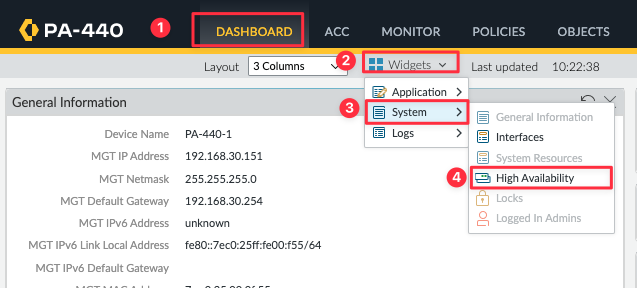 PA-440
1
DASHBOARD
ACC
MONITOR
POLICIES
OBJECTS
Layout
3 Columns
2
Widgets
Last updated
10:22:38
General Information
Application
3
System
Logs
General Information
Interfaces
System Resources
4
High Availability
Locks
Logged In Admins
Device Name PA-440-1
MGT IP Address 192.168.30.151
MGT Netmask 255.255.255.0
MGT Default Gateway 192.168.30.254
MGT IPv6 Address unknown
MGT IPv6 Link Local Address fe80::7ec0:25ff:fe00:f55/64
MGT IPv6 Default Gateway